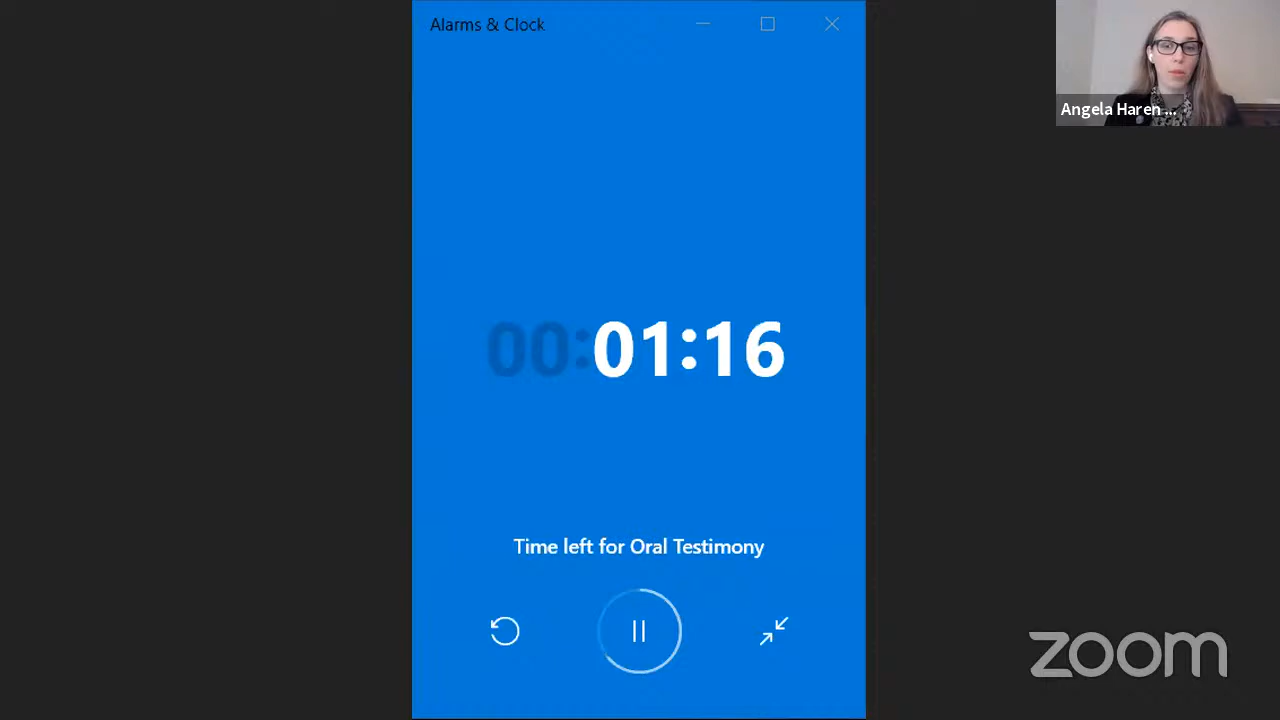 Alarms & Clock
Angela Haren ...
00:01:16
Time left for Oral Testimony
zoom